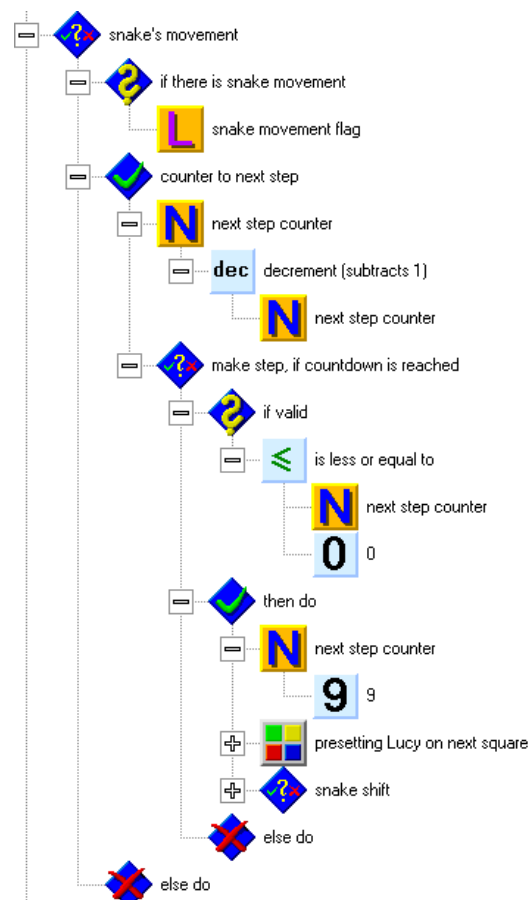 snake's movement
if there is snake movement
L snake movement flag
counter to next step
N next step counter
dec decrement (subtracts 1)
N next step counter
make step, if countdown is reached
if valid
≤ is less or equal to
N next step counter
0 0
then do
N next step counter
9 9
presetting Lucy on next square
snake shift
else do
else do